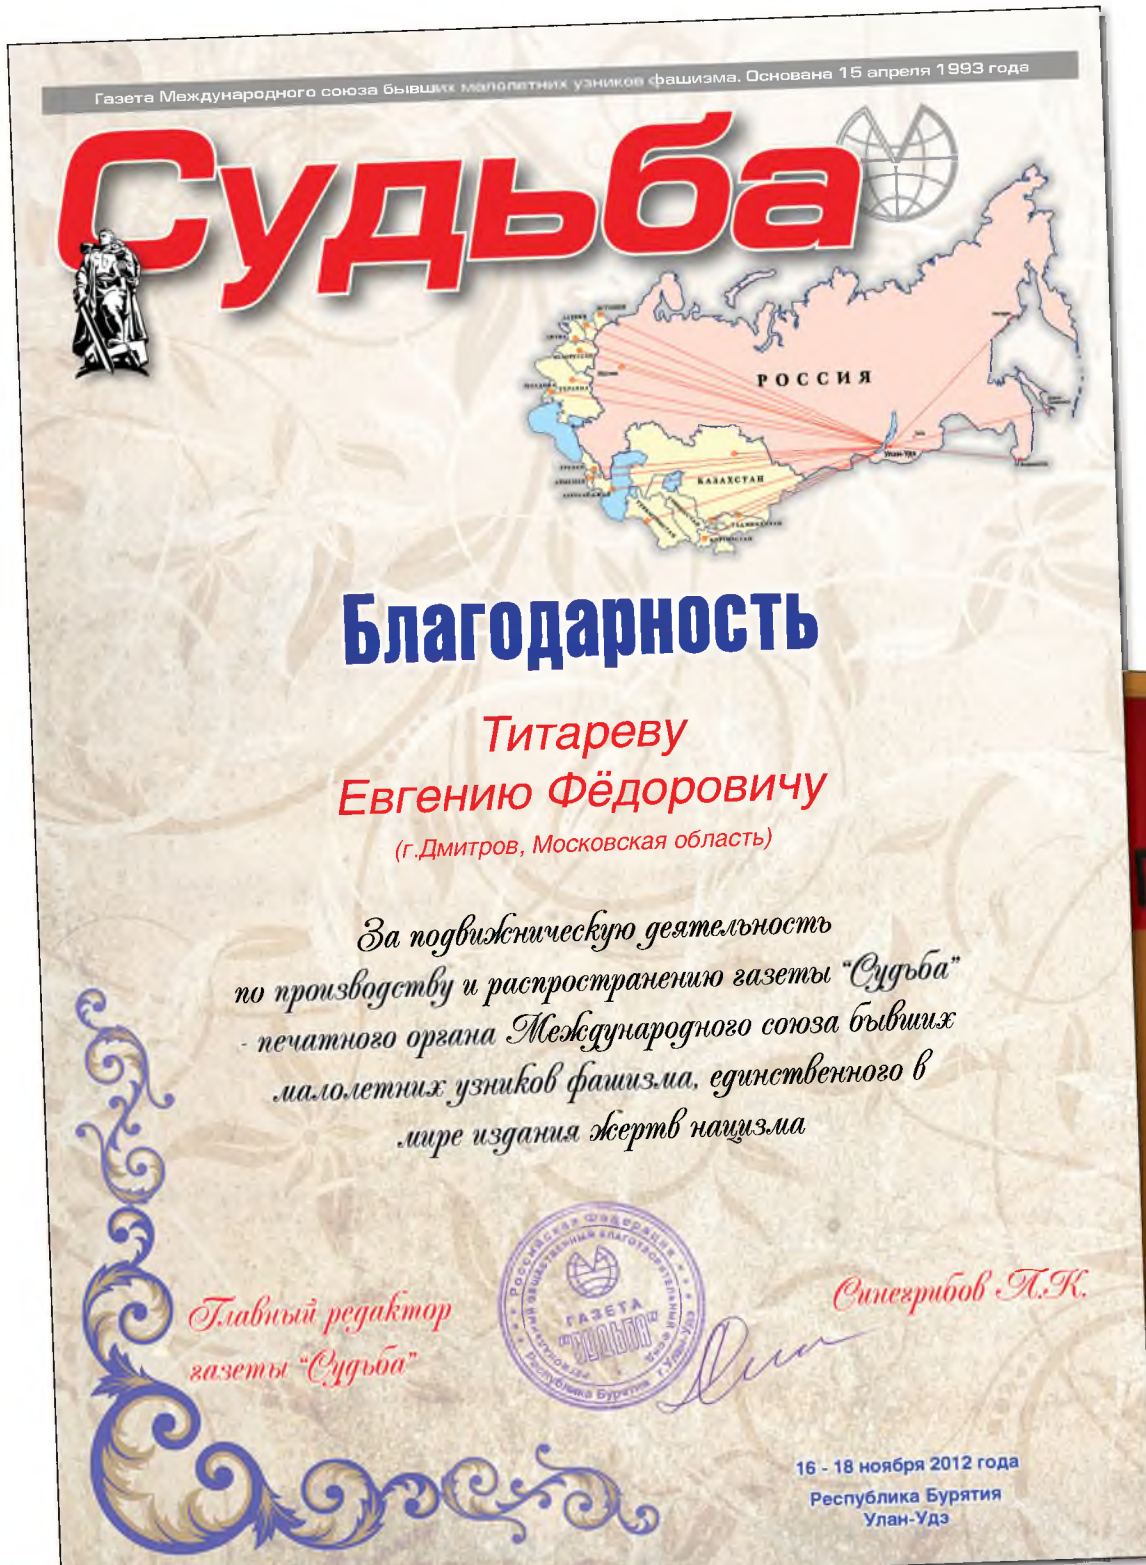 Газета Международного союза бывших малолетних узников фашизма. Основана 15 апреля 1993 года
Судьба
РОССИЯ
Улан-Удэ
КАЗАХСТАН
Благодарность
Титареву
Евгению Фёдоровичу
(г.Дмитров, Московская область)
За подвижническую деятельность
по производству и распространению газеты "Судьба"
- печатного органа Международного союза бывших
малолетних узников фашизма, единственного в
мире издания жертв нацизма
Российская Федерация
Республика Бурятия г.Улан-Удэ
ГАЗЕТА
"СУДЬБА"
Главный редактор
газеты "Судьба"
Синегрибов Л.К.
16 - 18 ноября 2012 года
Республика Бурятия
Улан-Удэ